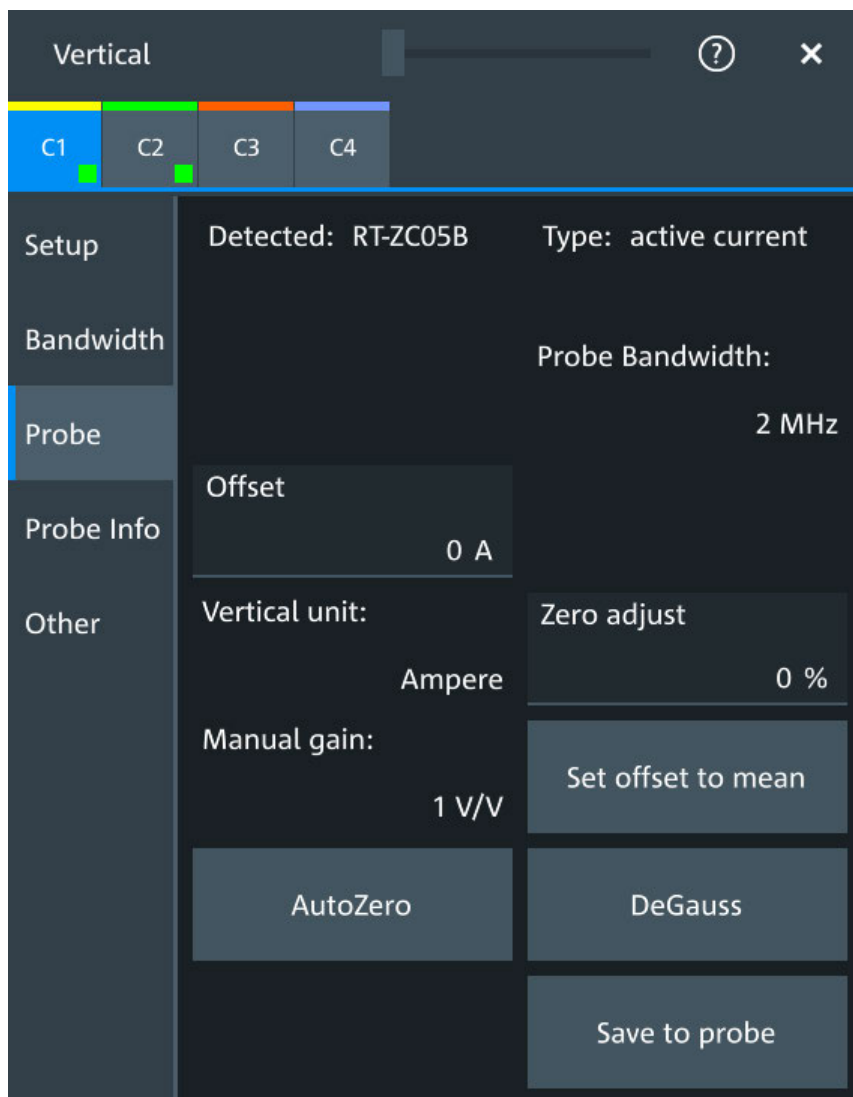 Vertical
?
C1
C2
C3
C4
Setup
Bandwidth
Probe
Probe Info
Other
Detected: RT-ZC05B
Type: active current
Probe Bandwidth:
2 MHz
Offset
0 A
Vertical unit:
Ampere
Zero adjust
0 %
Manual gain:
1 V/V
Set offset to mean
AutoZero
DeGauss
Save to probe